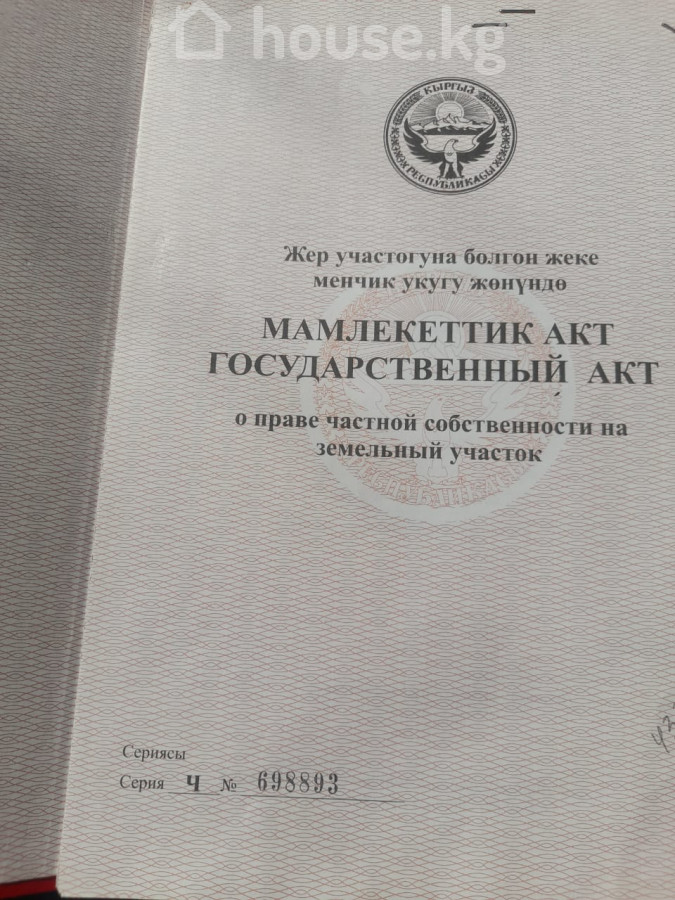 house.kg
КЫРГЫЗ
РЕСПУБЛИКАСЫ
Жер участогуна болгон жеке
менчик укугу жөнүндө
МАМЛЕКЕТТИК АКТ
ГОСУДАРСТВЕННЫЙ АКТ
о праве частной собственности на
земельный участок
Сериясы
Серия Ч № 698893